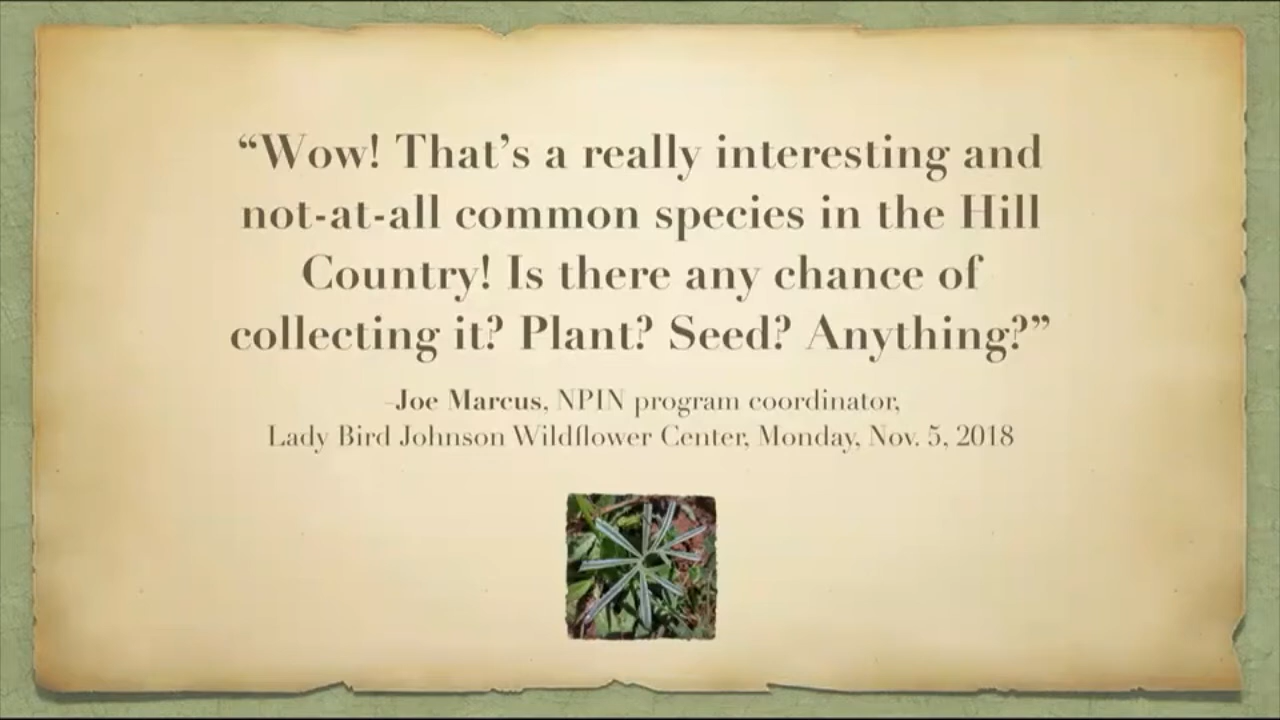 “Wow! That’s a really interesting and
not-at-all common species in the Hill
Country! Is there any chance of
collecting it? Plant? Seed? Anything?”
–Joe Marcus, NPIN program coordinator,
Lady Bird Johnson Wildflower Center, Monday, Nov. 5, 2018